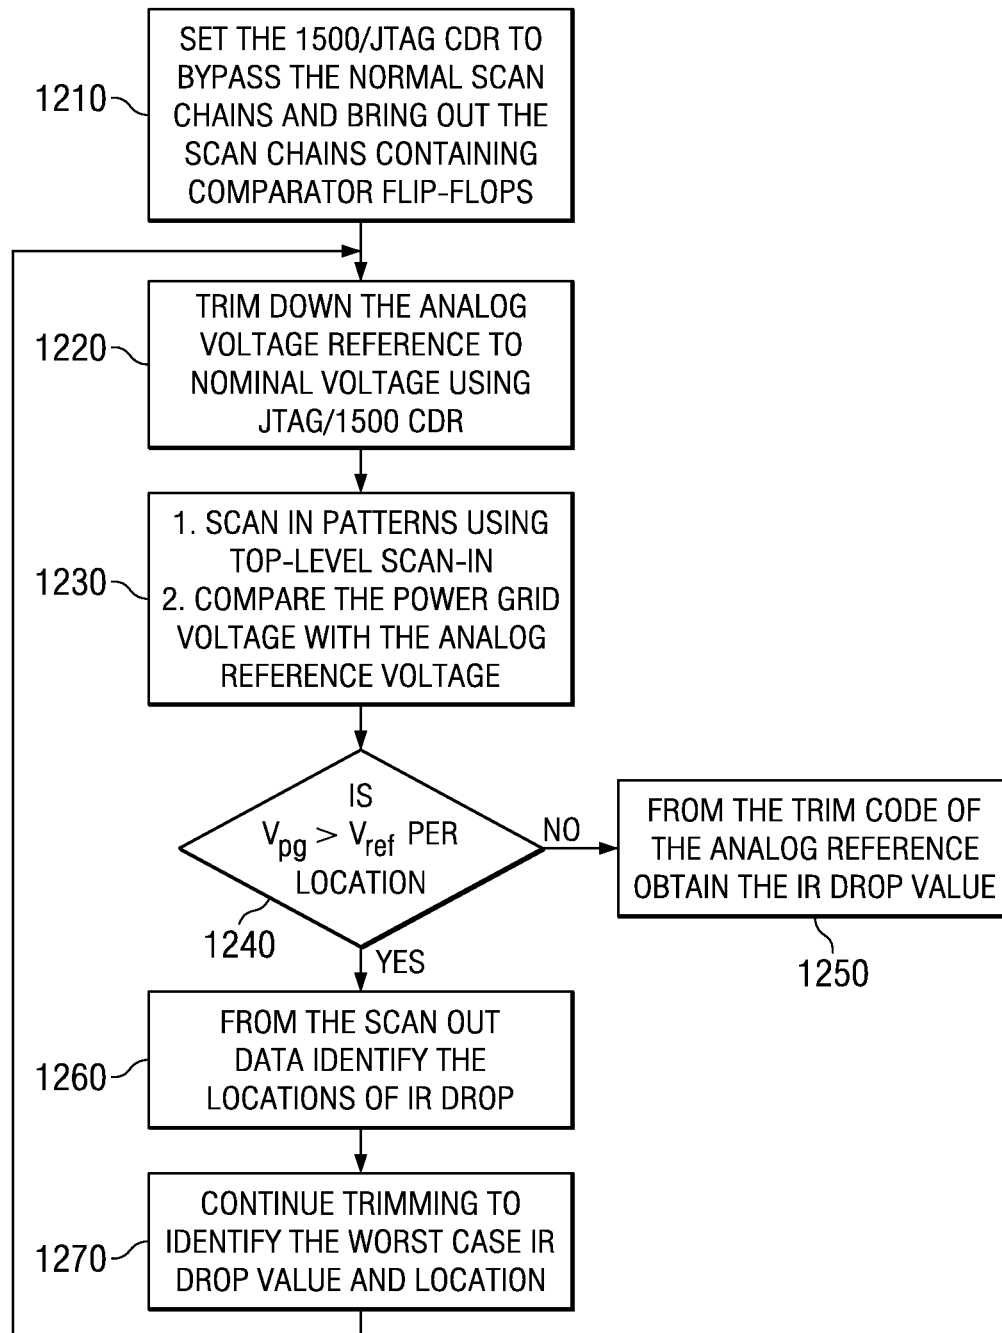 SET THE 1500/JTAG CDR TO
BYPASS THE NORMAL SCAN
CHAINS AND BRING OUT THE
SCAN CHAINS CONTAINING
COMPARATOR FLIP-FLOPS
1210
TRIM DOWN THE ANALOG
VOLTAGE REFERENCE TO
NOMINAL VOLTAGE USING
JTAG/1500 CDR
1220
1. SCAN IN PATTERNS USING
TOP-LEVEL SCAN-IN
2. COMPARE THE POWER GRID
VOLTAGE WITH THE ANALOG
REFERENCE VOLTAGE
1230
IS
Vpg > Vref PER
LOCATION
1240
NO
FROM THE TRIM CODE OF
THE ANALOG REFERENCE
OBTAIN THE IR DROP VALUE
1250
YES
FROM THE SCAN OUT
DATA IDENTIFY THE
LOCATIONS OF IR DROP
1260
CONTINUE TRIMMING TO
IDENTIFY THE WORST CASE IR
DROP VALUE AND LOCATION
1270